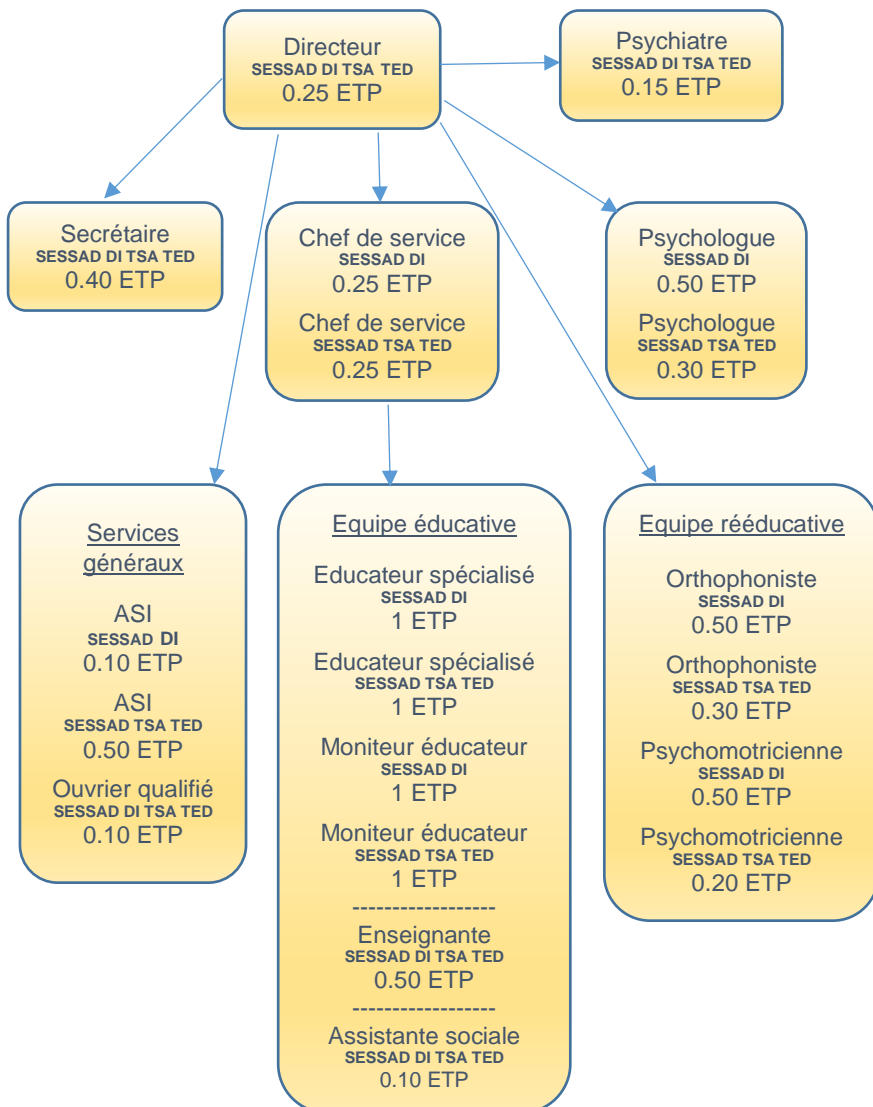 Directeur
SESSAD DI TSA TED
0.25 ETP
Psychiatre
SESSAD DI TSA TED
0.15 ETP
Secrétaire
SESSAD DI TSA TED
0.40 ETP
Chef de service
SESSAD DI
0.25 ETP
Chef de service
SESSAD TSA TED
0.25 ETP
Psychologue
SESSAD DI
0.50 ETP
Psychologue
SESSAD TSA TED
0.30 ETP
Services
généraux
ASI
SESSAD DI
0.10 ETP
ASI
SESSAD TSA TED
0.50 ETP
Ouvrier qualifié
SESSAD DI TSA TED
0.10 ETP
Equipe éducative
Educateur spécialisé
SESSAD DI
1 ETP
Educateur spécialisé
SESSAD TSA TED
1 ETP
Moniteur éducateur
SESSAD DI
1 ETP
Moniteur éducateur
SESSAD TSA TED
1 ETP
------------------
Enseignante
SESSAD DI TSA TED
0.50 ETP
------------------
Assistante sociale
SESSAD DI TSA TED
0.10 ETP
Equipe rééducative
Orthophoniste
SESSAD DI
0.50 ETP
Orthophoniste
SESSAD TSA TED
0.30 ETP
Psychomotricienne
SESSAD DI
0.50 ETP
Psychomotricienne
SESSAD TSA TED
0.20 ETP